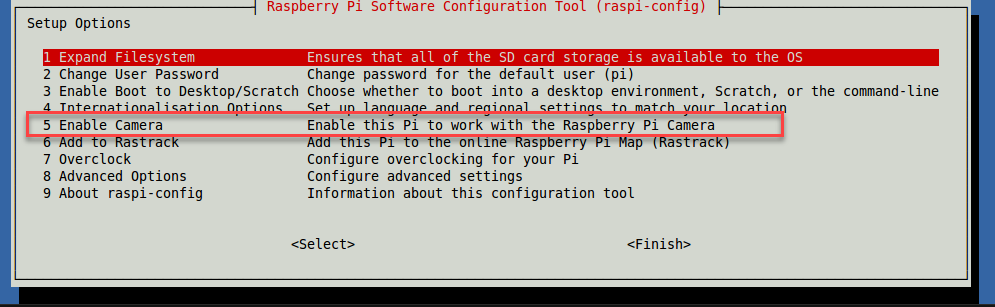 Raspberry Pi Software Configuration Tool (raspi-config)
Setup Options
1 Expand Filesystem Ensures that all of the SD card storage is available to the OS
2 Change User Password Change password for the default user (pi)
3 Enable Boot to Desktop/Scratch Choose whether to boot into a desktop environment, Scratch, or the command-line
4 Internationalisation Options Set up language and regional settings to match your location
5 Enable Camera Enable this Pi to work with the Raspberry Pi Camera
6 Add to Rastrack Add this Pi to the online Raspberry Pi Map (Rastrack)
7 Overclock Configure overclocking for your Pi
8 Advanced Options Configure advanced settings
9 About raspi-config Information about this configuration tool
<Select> <Finish>